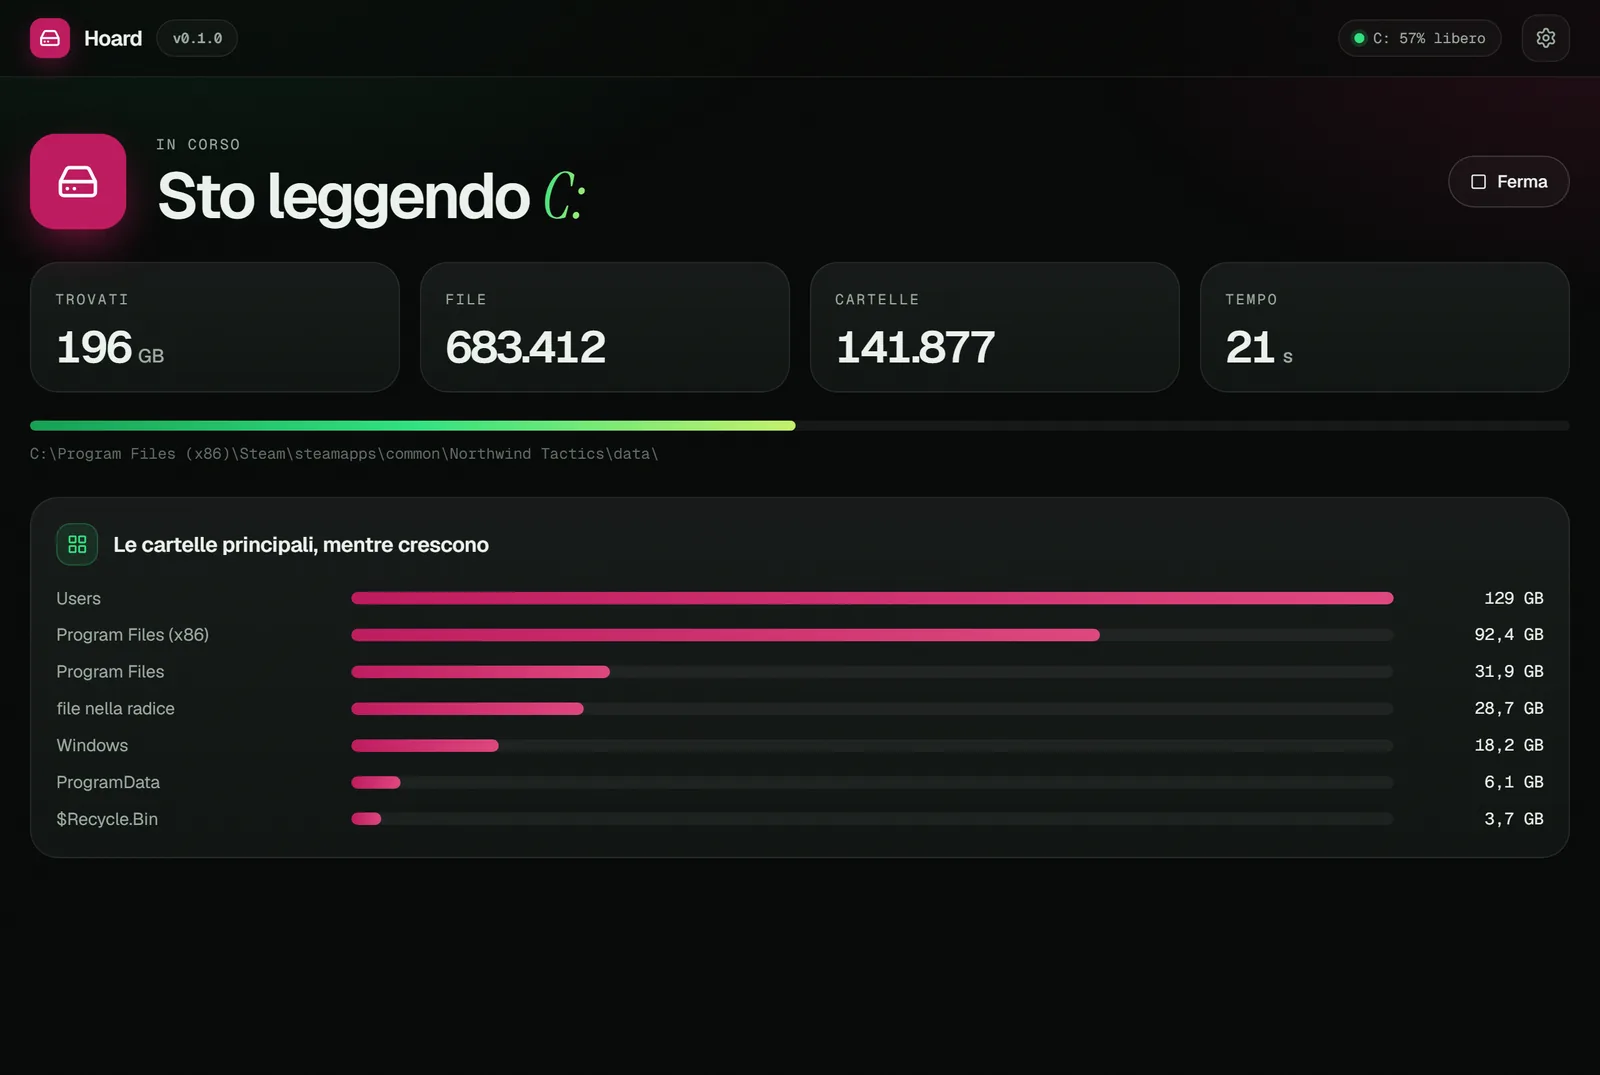 Hoard v0.1.0
C: 57% libero
IN CORSO
Sto leggendo C:
Ferma
TROVATI
196 GB
FILE
683.412
CARTELLE
141.877
TEMPO
21 s
C:\Program Files (x86)\Steam\steamapps\common\Northwind Tactics\data\
Le cartelle principali, mentre crescono
Users 129 GB
Program Files (x86) 92,4 GB
Program Files 31,9 GB
file nella radice 28,7 GB
Windows 18,2 GB
ProgramData 6,1 GB
$Recycle.Bin 3,7 GB